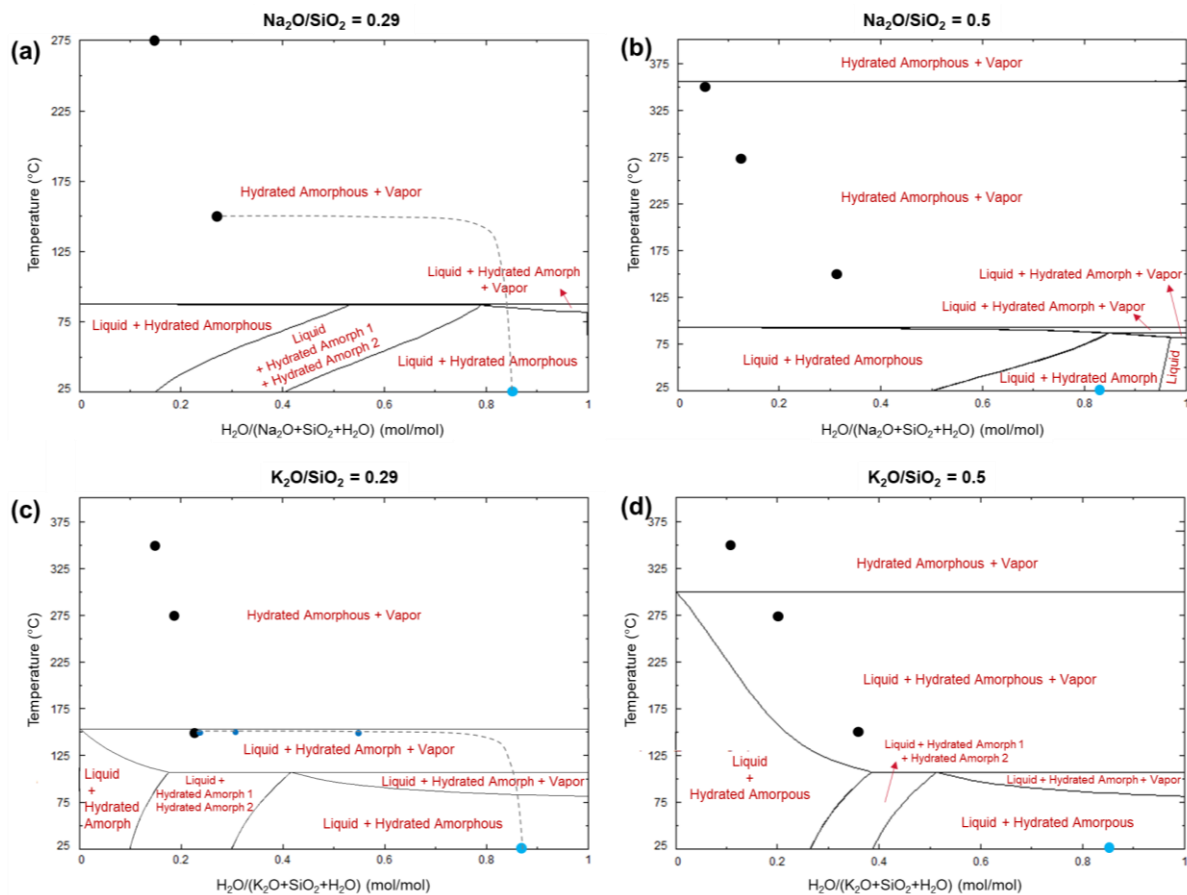 (a)
Na₂O/SiO₂ = 0.29
Temperature (°C)
275
225
175
125
75
25
Hydrated Amorphous + Vapor
Liquid + Hydrated Amorph
+ Vapor
Liquid + Hydrated Amorphous
Liquid
+ Hydrated Amorph 1
+ Hydrated Amorph 2
Liquid + Hydrated Amorphous
0 0.2 0.4 0.6 0.8 1
H₂O/(Na₂O+SiO₂+H₂O) (mol/mol)
(b)
Na₂O/SiO₂ = 0.5
Temperature (°C)
375
325
275
225
175
125
75
25
Hydrated Amorphous + Vapor
Hydrated Amorphous + Vapor
Liquid + Hydrated Amorph + Vapor
Liquid + Hydrated Amorph + Vapor
Liquid + Hydrated Amorphous
Liquid + Hydrated Amorph
Liquid
0 0.2 0.4 0.6 0.8 1
H₂O/(Na₂O+SiO₂+H₂O) (mol/mol)
(c)
K₂O/SiO₂ = 0.29
Temperature (°C)
375
325
275
225
175
125
75
25
Hydrated Amorphous + Vapor
Liquid + Hydrated Amorph + Vapor
Liquid
+
Hydrated
Amorph
Liquid +
Hydrated Amorph 1
Hydrated Amorph 2
Liquid + Hydrated Amorph + Vapor
Liquid + Hydrated Amorphous
0 0.2 0.4 0.6 0.8 1
H₂O/(K₂O+SiO₂+H₂O) (mol/mol)
(d)
K₂O/SiO₂ = 0.5
Temperature (°C)
375
325
275
225
175
125
75
25
Hydrated Amorphous + Vapor
Liquid + Hydrated Amorphous + Vapor
Liquid + Hydrated Amorph 1
+ Hydrated Amorph 2
Liquid
+
Hydrated Amorpous
Liquid + Hydrated Amorph + Vapor
Liquid + Hydrated Amorpous
0 0.2 0.4 0.6 0.8 1
H₂O/(K₂O+SiO₂+H₂O) (mol/mol)